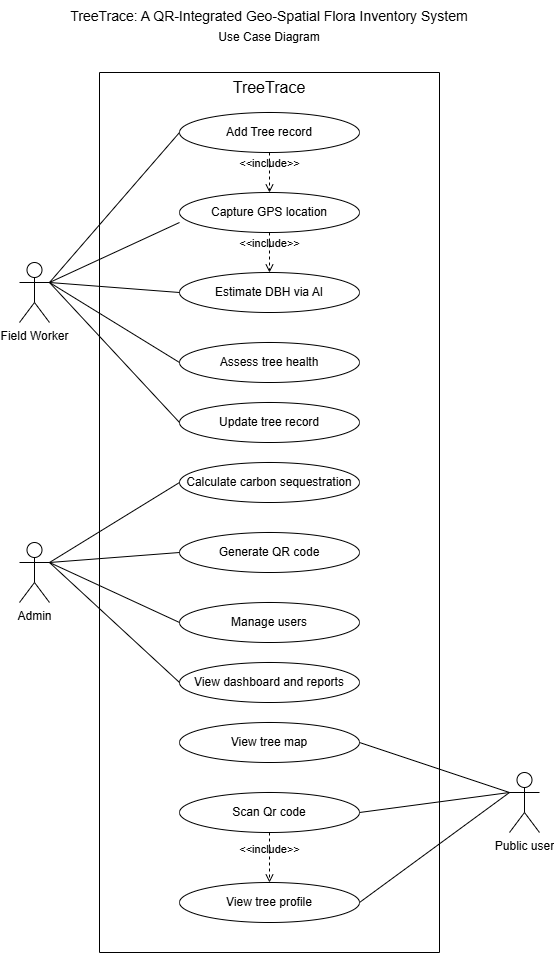 TreeTrace: A QR-Integrated Geo-Spatial Flora Inventory System
Use Case Diagram
TreeTrace
Add Tree record
<<include>>
Capture GPS location
<<include>>
Estimate DBH via AI
Field Worker
Assess tree health
Update tree record
Calculate carbon sequestration
Generate QR code
Admin
Manage users
View dashboard and reports
View tree map
Scan Qr code
Public user
<<include>>
View tree profile